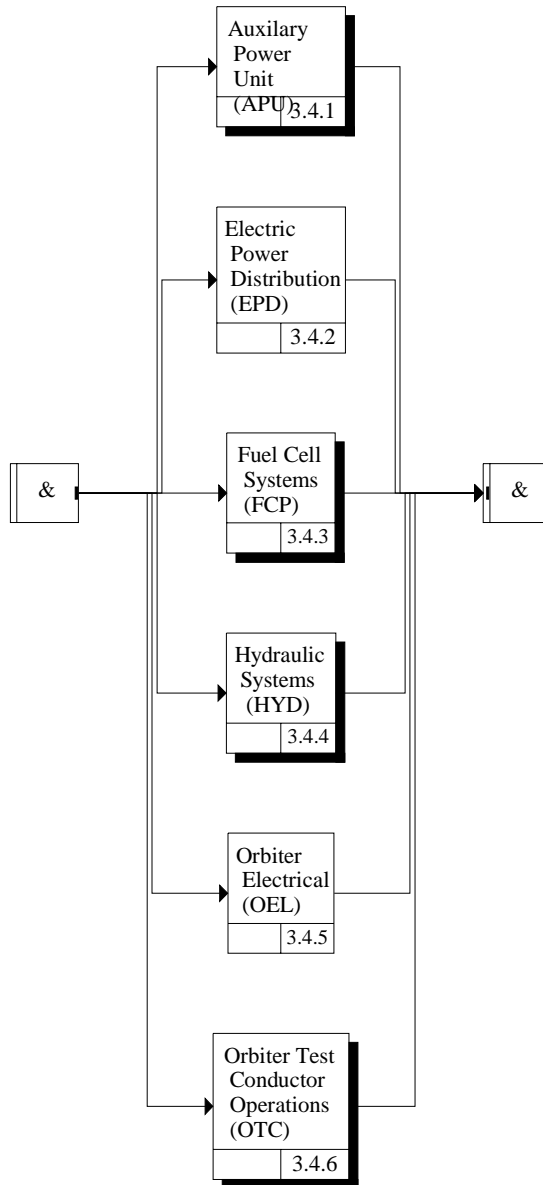 Auxilary
Power
Unit
(APU)
3.4.1
Electric
Power
Distribution
(EPD)
3.4.2
&
Fuel Cell
Systems
(FCP)
3.4.3
&
Hydraulic
Systems
(HYD)
3.4.4
Orbiter
Electrical
(OEL)
3.4.5
Orbiter Test
Conductor
Operations
(OTC)
3.4.6